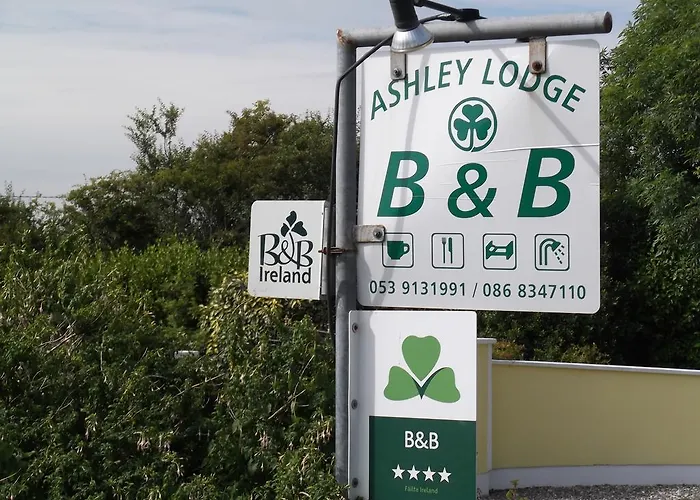 ASHLEY LODGE
B & B
053 9131991 / 086 8347110
B&B
Ireland
B&B
Fáilte Ireland